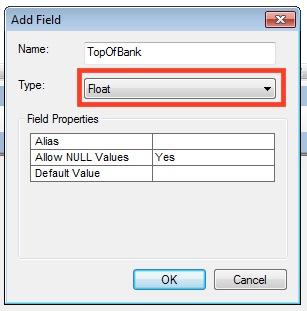 Add Field
Name: TopOfBank
Type: Float
Field Properties
Alias
Allow NULL Values Yes
Default Value
OK Cancel